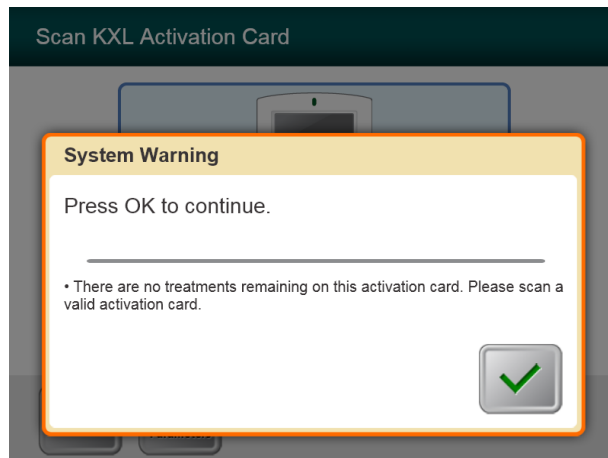 Scan KXL Activation Card
System Warning
Press OK to continue.
• There are no treatments remaining on this activation card. Please scan a
valid activation card.
Parameters